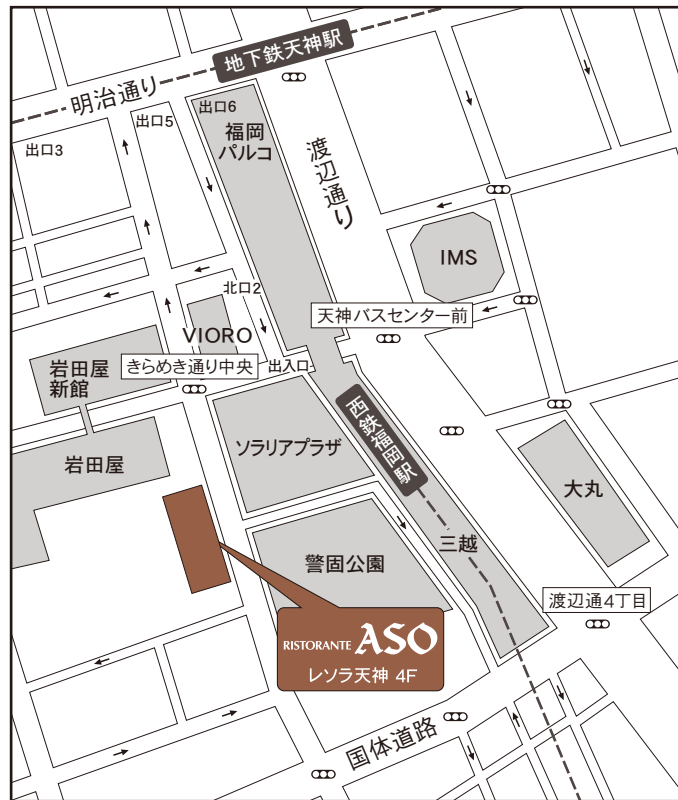 地下鉄天神駅
明治通り
出口6
出口5
出口3
福岡
パルコ
渡辺通り
IMS
北口2
天神バスセンター前
VIORO
きらめき通り中央
出入口
岩田屋
新館
西鉄福岡駅
ソラリアプラザ
岩田屋
大丸
三越
警固公園
渡辺通4丁目
RISTORANTE ASO
レソラ天神 4F
国体道路